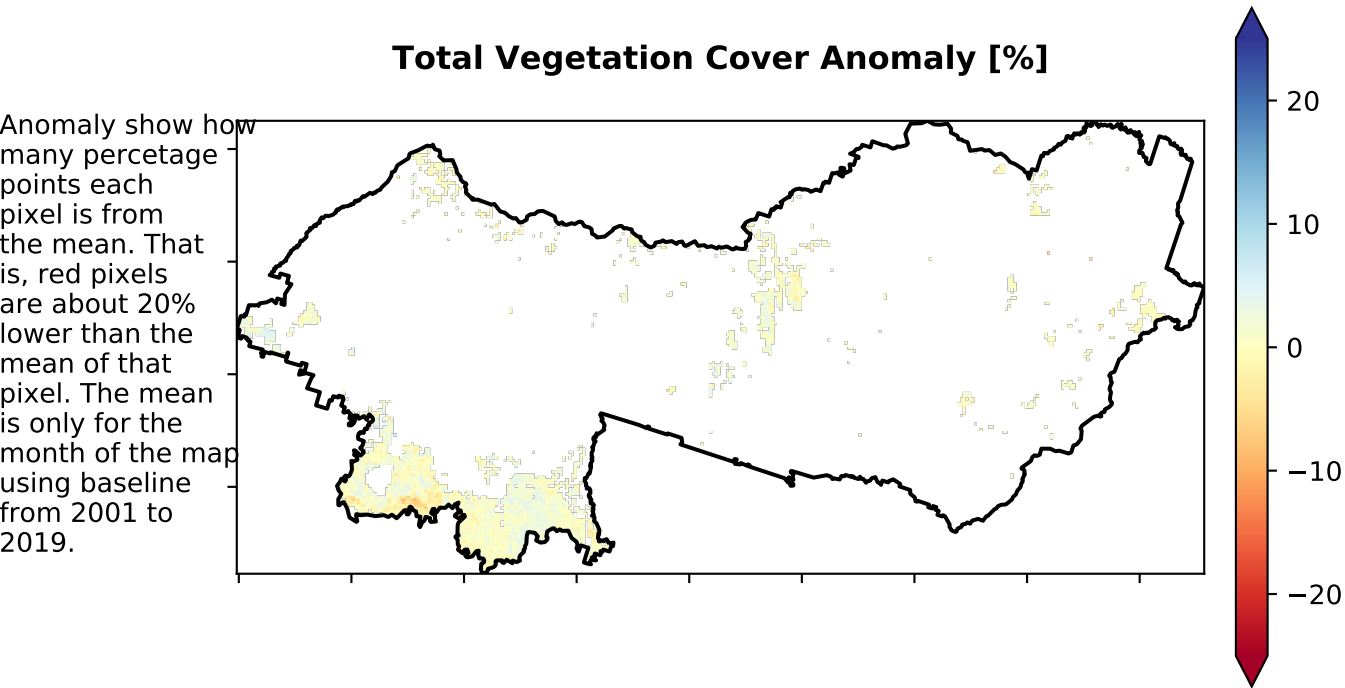 Total Vegetation Cover Anomaly [%]
Anomaly show how
many percetage
points each
pixel is from
the mean. That
is, red pixels
are about 20%
lower than the
mean of that
pixel. The mean
is only for the
month of the map
using baseline
from 2001 to
2019.
20
10
0
−10
−20